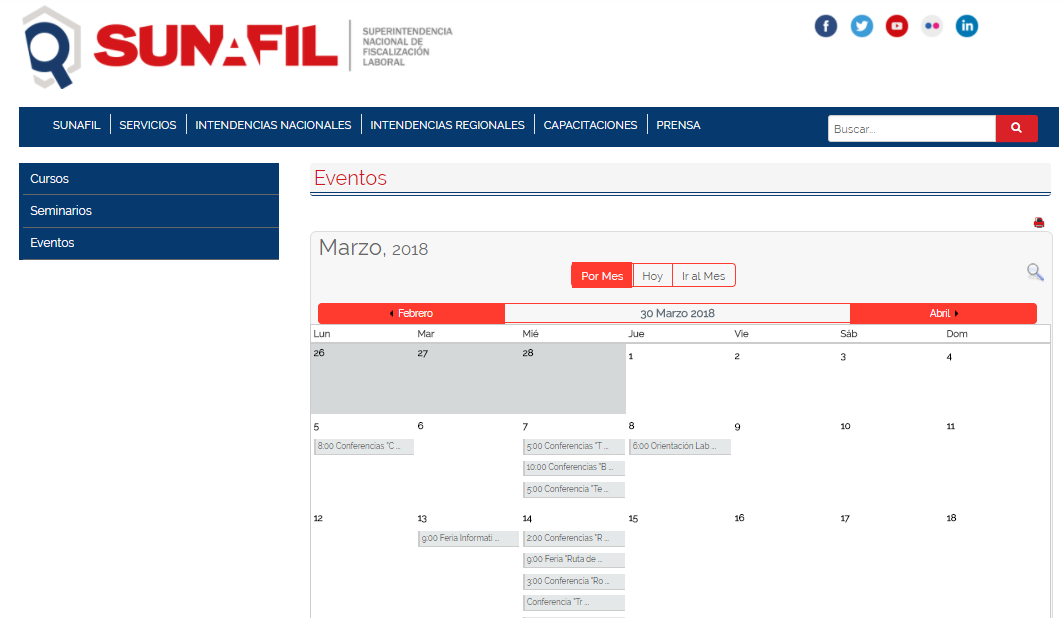 SUNAFIL
SUPERINTENDENCIA
NACIONAL DE
FISCALIZACIÓN
LABORAL
SUNAFIL SERVICIOS INTENDENCIAS NACIONALES INTENDENCIAS REGIONALES CAPACITACIONES PRENSA
Buscar...
Cursos
Seminarios
Eventos
Eventos
Marzo, 2018
Por Mes Hoy Ir al Mes
Febrero 30 Marzo 2018 Abril
Lun Mar Mié Jue Vie Sáb Dom
26 27 28 1 2 3 4
5 6 7 8 9 10 11
8:00 Conferencias "C ... 5:00 Conferencias "T ... 6:00 Orientación Lab ...
10:00 Conferencias "B ...
5:00 Conferencia "Te ...
12 13 14 15 16 17 18
9:00 Feria Informati ... 2:00 Conferencias "R ...
9:00 Feria "Ruta de ...
3:00 Conferencia "Ro ...
Conferencia "Tr ...